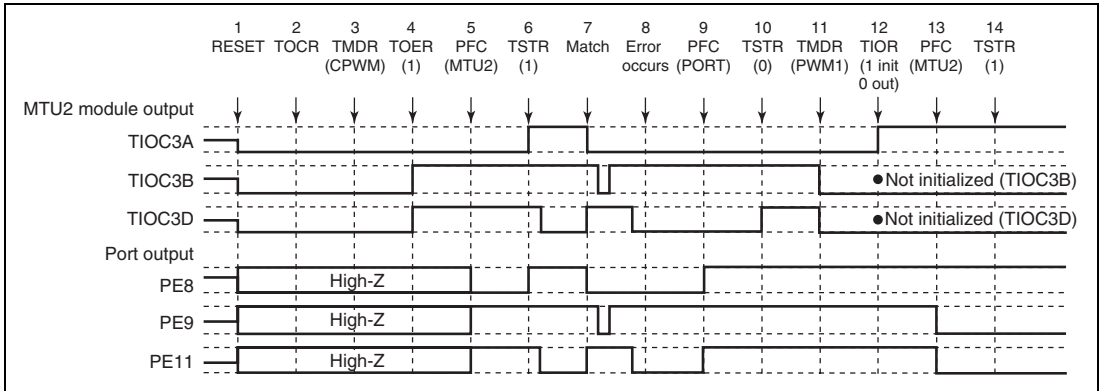 1 2 3 4 5 6 7 8 9 10 11 12 13 14
RESET TOCR TMDR TOER PFC TSTR Match Error PFC TSTR TMDR TIOR PFC TSTR
(CPWM) (1) (MTU2) (1) occurs (PORT) (0) (PWM1) (1 init (MTU2) (1)
0 out)
MTU2 module output
TIOC3A
TIOC3B ●Not initialized (TIOC3B)
TIOC3D ●Not initialized (TIOC3D)
Port output
PE8 High-Z
PE9 High-Z
PE11 High-Z